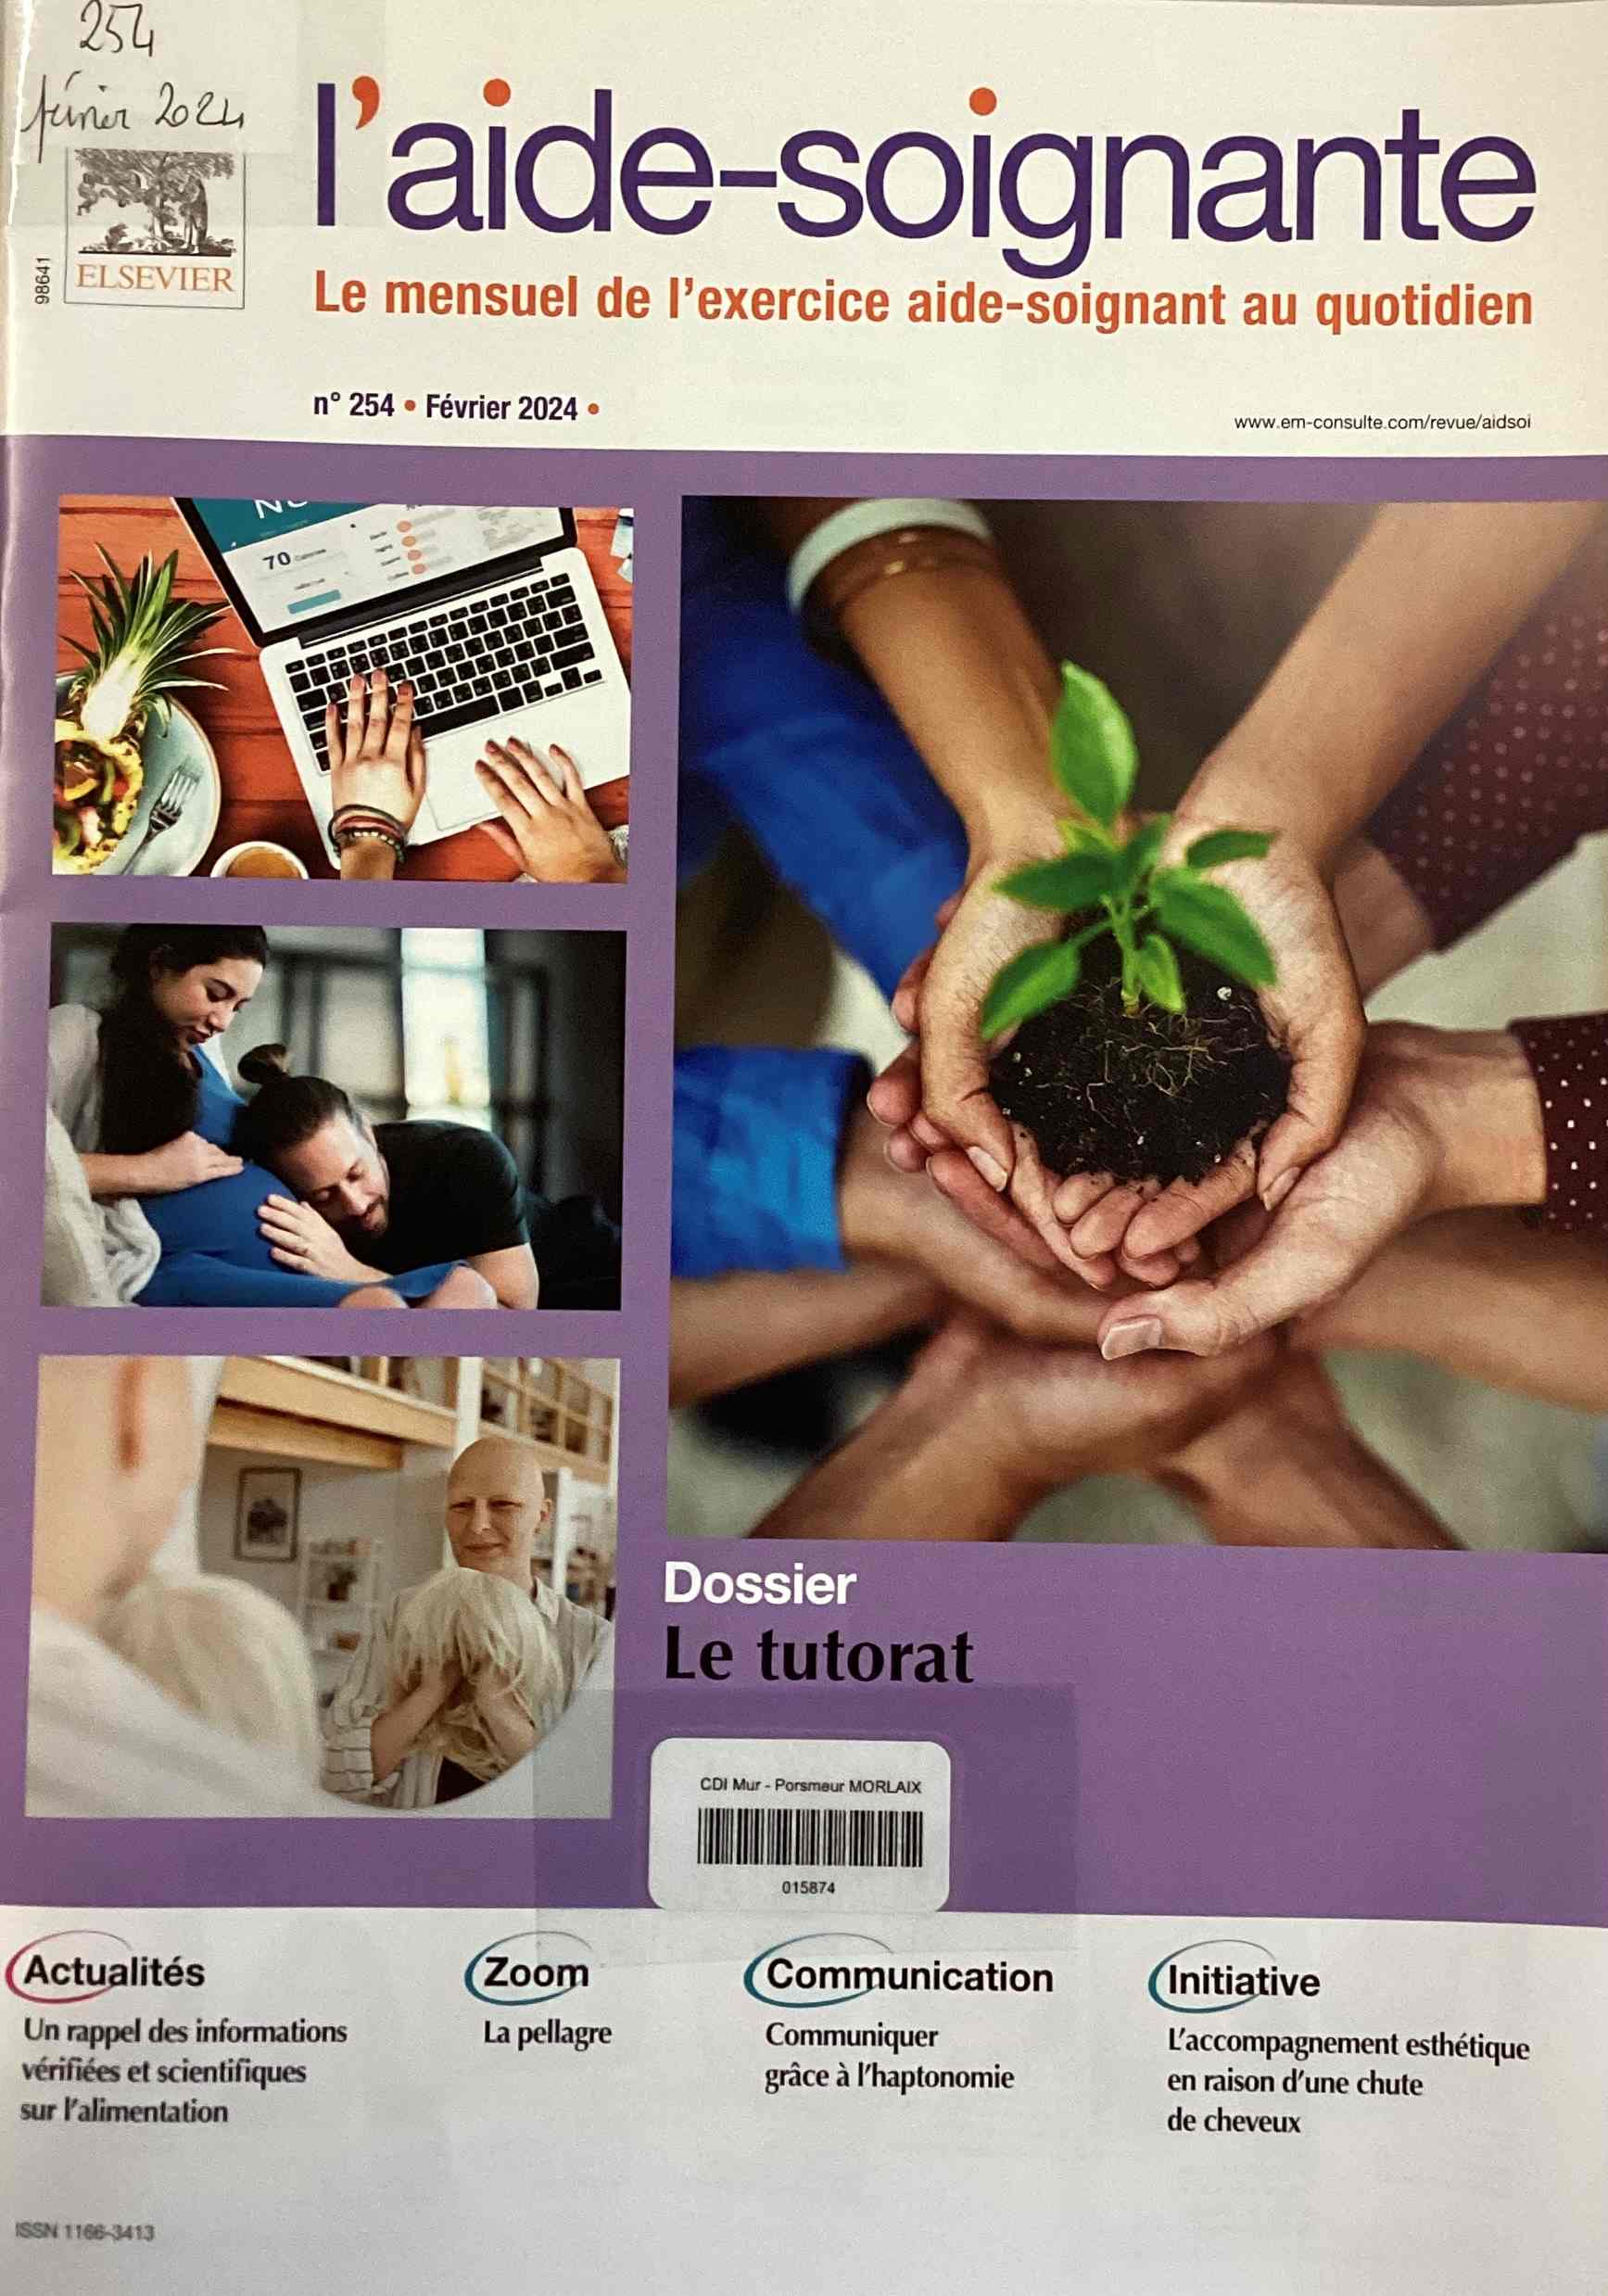 254
février 2024
l'aide-soignante
ELSEVIER
98641
Le mensuel de l'exercice aide-soignant au quotidien
n° 254 • Février 2024 •
www.em-consulte.com/revue/aidsoi
70
Dossier
Le tutorat
CDI Mur - Porsmeur MORLAIX
015874
Actualités
Un rappel des informations
vérifiées et scientifiques
sur l'alimentation
Zoom
La pellagre
Communication
Communiquer
grâce à l'haptonomie
Initiative
L'accompagnement esthétique
en raison d'une chute
de cheveux
ISSN 1166-3413